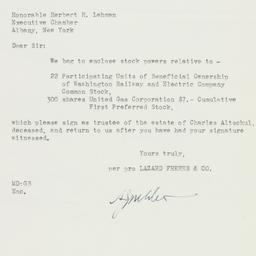 Honorable Herbert H. Lehman
Executive Chamber
Albany, New York
Dear Sir:
We beg to enclose stock powers relative to -
22 Participating Units of Beneficial Ownership
of Washington Railway and Electric Company
Common Stock,
300 shares United Gas Corporation $7.- Cumulative
First Preferred Stock,
which please sign as trustee of the estate of Charles Altschul,
deceased, and return to us after you have had your signature
witnessed.
Yours truly,
per pro LAZARD FRERES & CO.
MD:GS
Enc.